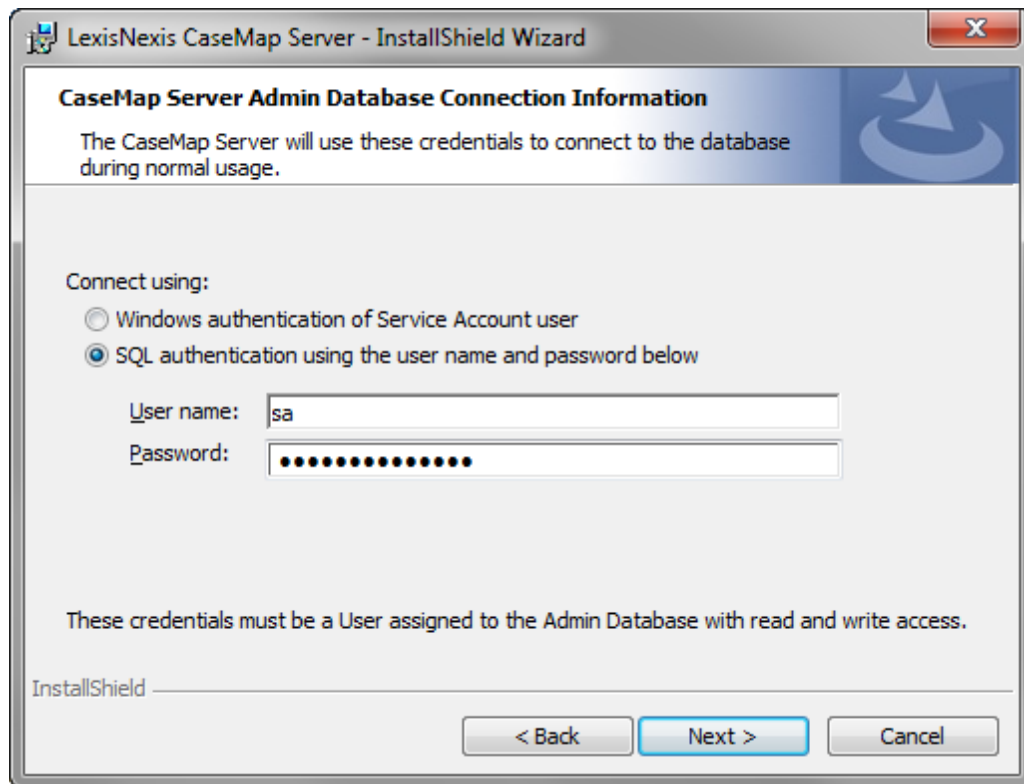 LexisNexis CaseMap Server - InstallShield Wizard
CaseMap Server Admin Database Connection Information
The CaseMap Server will use these credentials to connect to the database
during normal usage.
Connect using:
Windows authentication of Service Account user
SQL authentication using the user name and password below
User name: sa
Password: ••••••••••••••
These credentials must be a User assigned to the Admin Database with read and write access.
InstallShield
< Back Next > Cancel